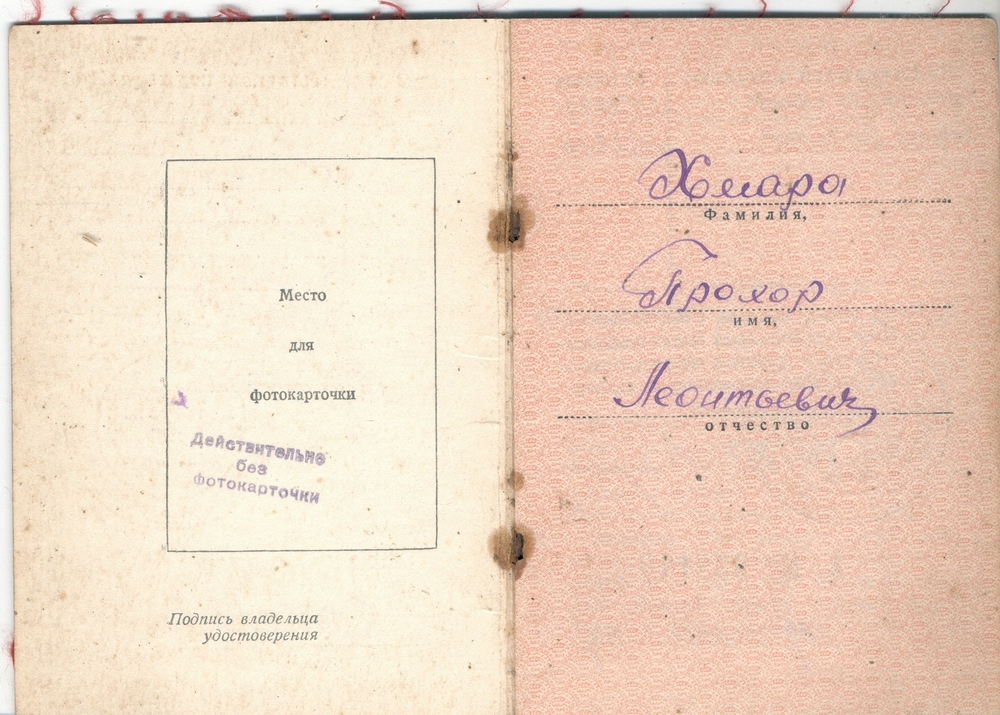 Место
для
фотокарточки
Действительно
без
фотокарточки
Подпись владельца
удостоверения
Хмара
Фамилия,
Прохор
имя,
Леонтьевич
отчество